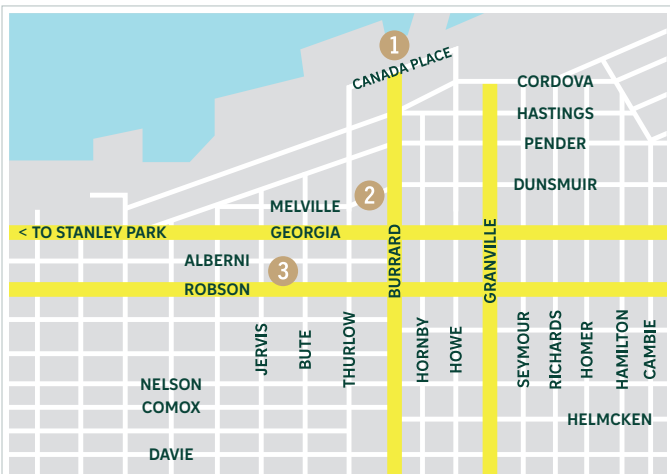 1
CANADA PLACE
CORDOVA
HASTINGS
PENDER
DUNSMUIR
2
MELVILLE
< TO STANLEY PARK
GEORGIA
ALBERNI
3
ROBSON
BURRARD
GRANVILLE
JERVIS
BUTE
THURLOW
HORNBY
HOWE
SEYMOUR
RICHARDS
HOMER
HAMILTON
CAMBIE
NELSON
COMOX
HELMCKEN
DAVIE